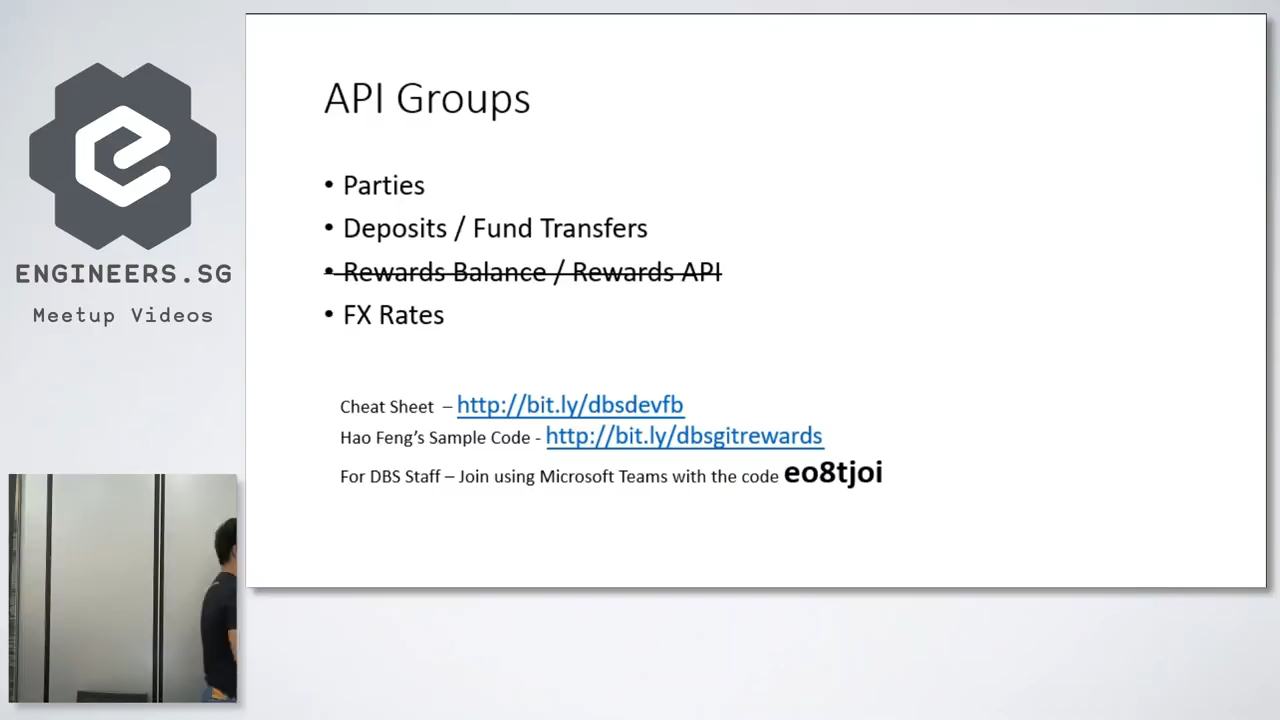 ENGINEERS.SG
Meetup Videos
API Groups
• Parties
• Deposits / Fund Transfers
• Rewards Balance / Rewards API
• FX Rates
Cheat Sheet – http://bit.ly/dbsdevfb
Hao Feng’s Sample Code - http://bit.ly/dbsgitrewards
For DBS Staff – Join using Microsoft Teams with the code eo8tjoi